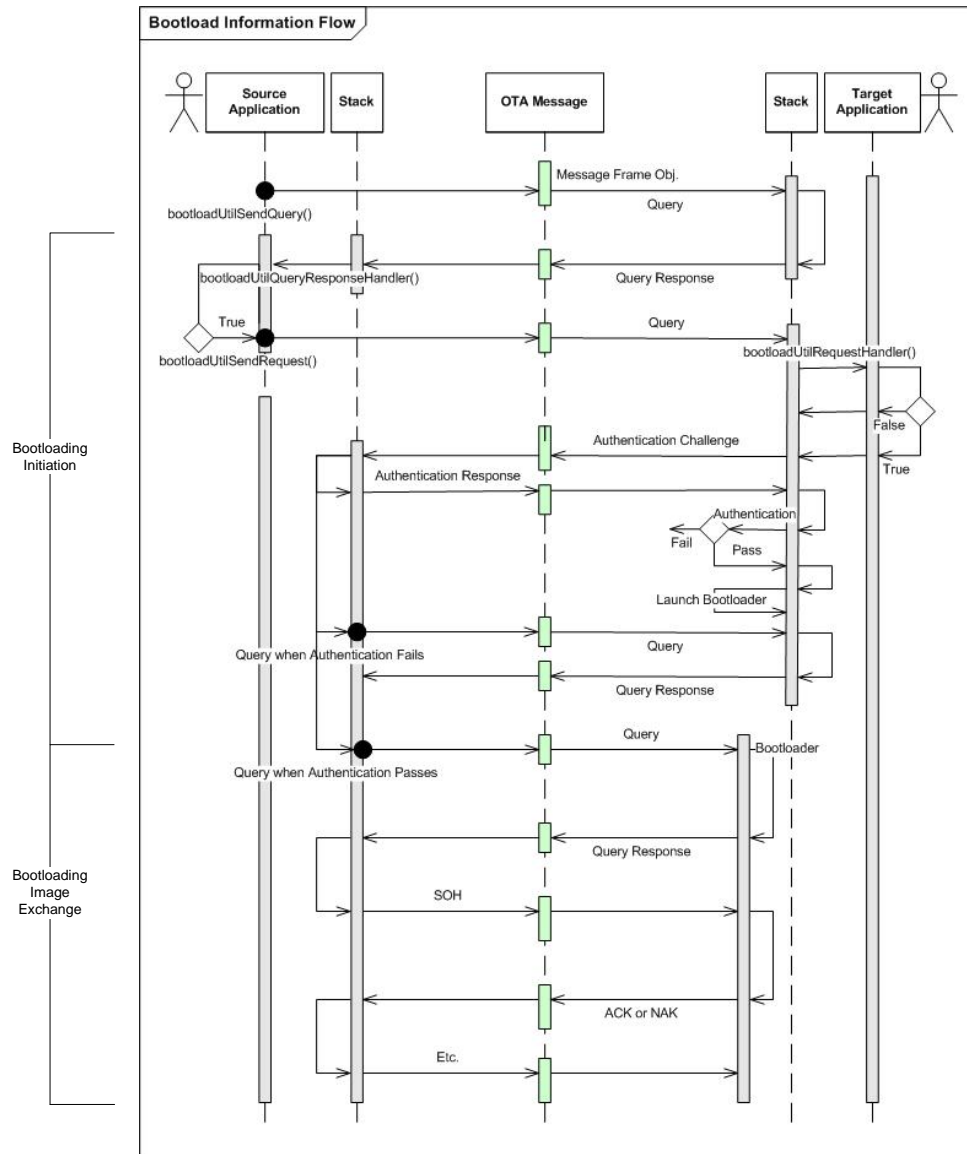 Bootload Information Flow
Source
Application
Stack
OTA Message
Stack
Target
Application
Message Frame Obj.
Query
bootloadUtilSendQuery()
bootloadUtilQueryResponseHandler()
Query Response
True
Query
bootloadUtilSendRequest()
bootloadUtilRequestHandler()
False
Bootloading
Initiation
Authentication Challenge
True
Authentication Response
Authentication
Fail
Pass
Launch Bootloader
Query
Query when Authentication Fails
Query Response
Query
Bootloader
Query when Authentication Passes
Query Response
Bootloading
Image
Exchange
SOH
ACK or NAK
Etc.